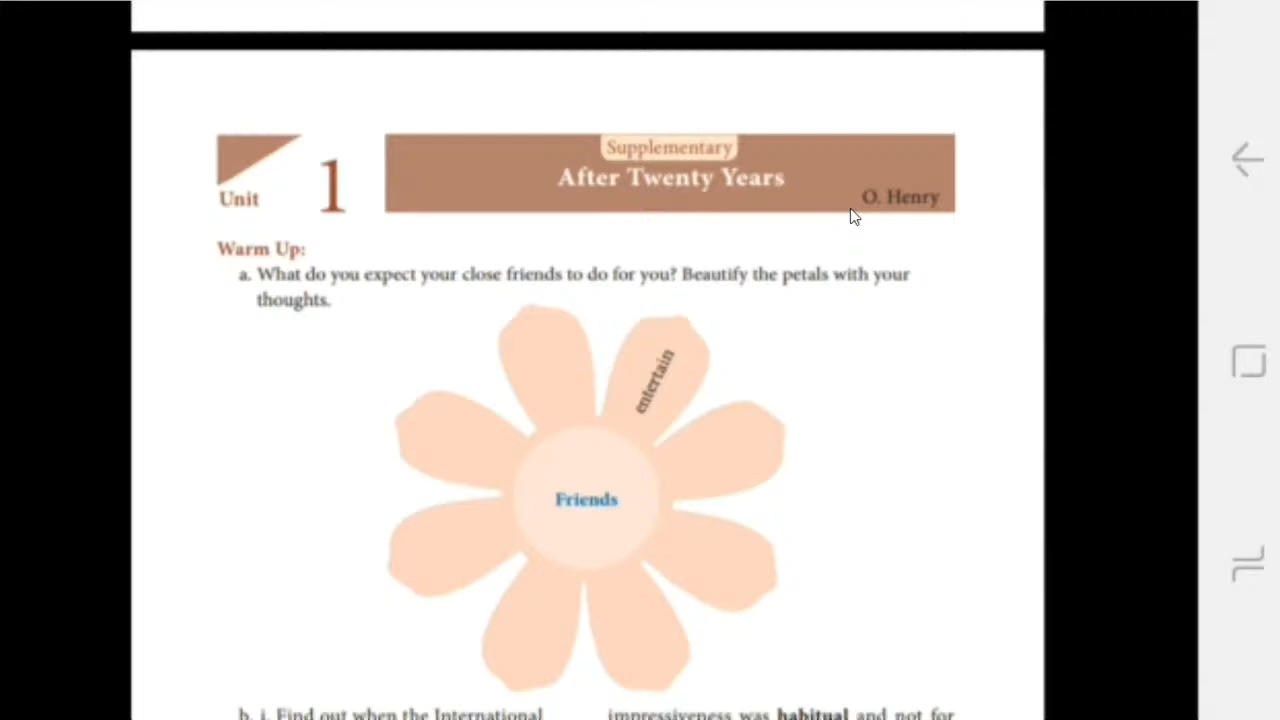 Supplementary
Unit 1 After Twenty Years
O. Henry
Warm Up:
a. What do you expect your close friends to do for you? Beautify the petals with your
thoughts.
entertain
Friends
b. i. Find out when the International
impressiveness was habitual and not for